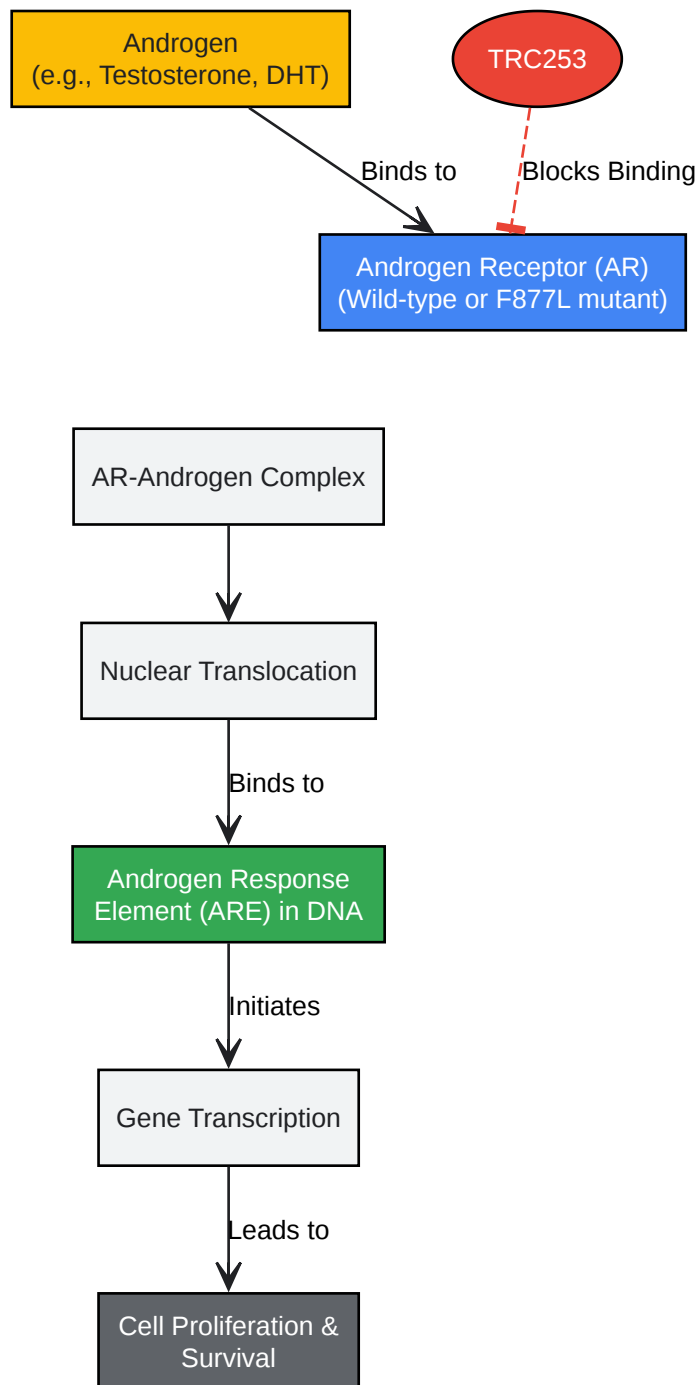 Androgen
(e.g., Testosterone, DHT)
TRC253
Binds to
Blocks Binding
Androgen Receptor (AR)
(Wild-type or F877L mutant)
AR-Androgen Complex
Nuclear Translocation
Binds to
Androgen Response
Element (ARE) in DNA
Initiates
Gene Transcription
Leads to
Cell Proliferation &
Survival